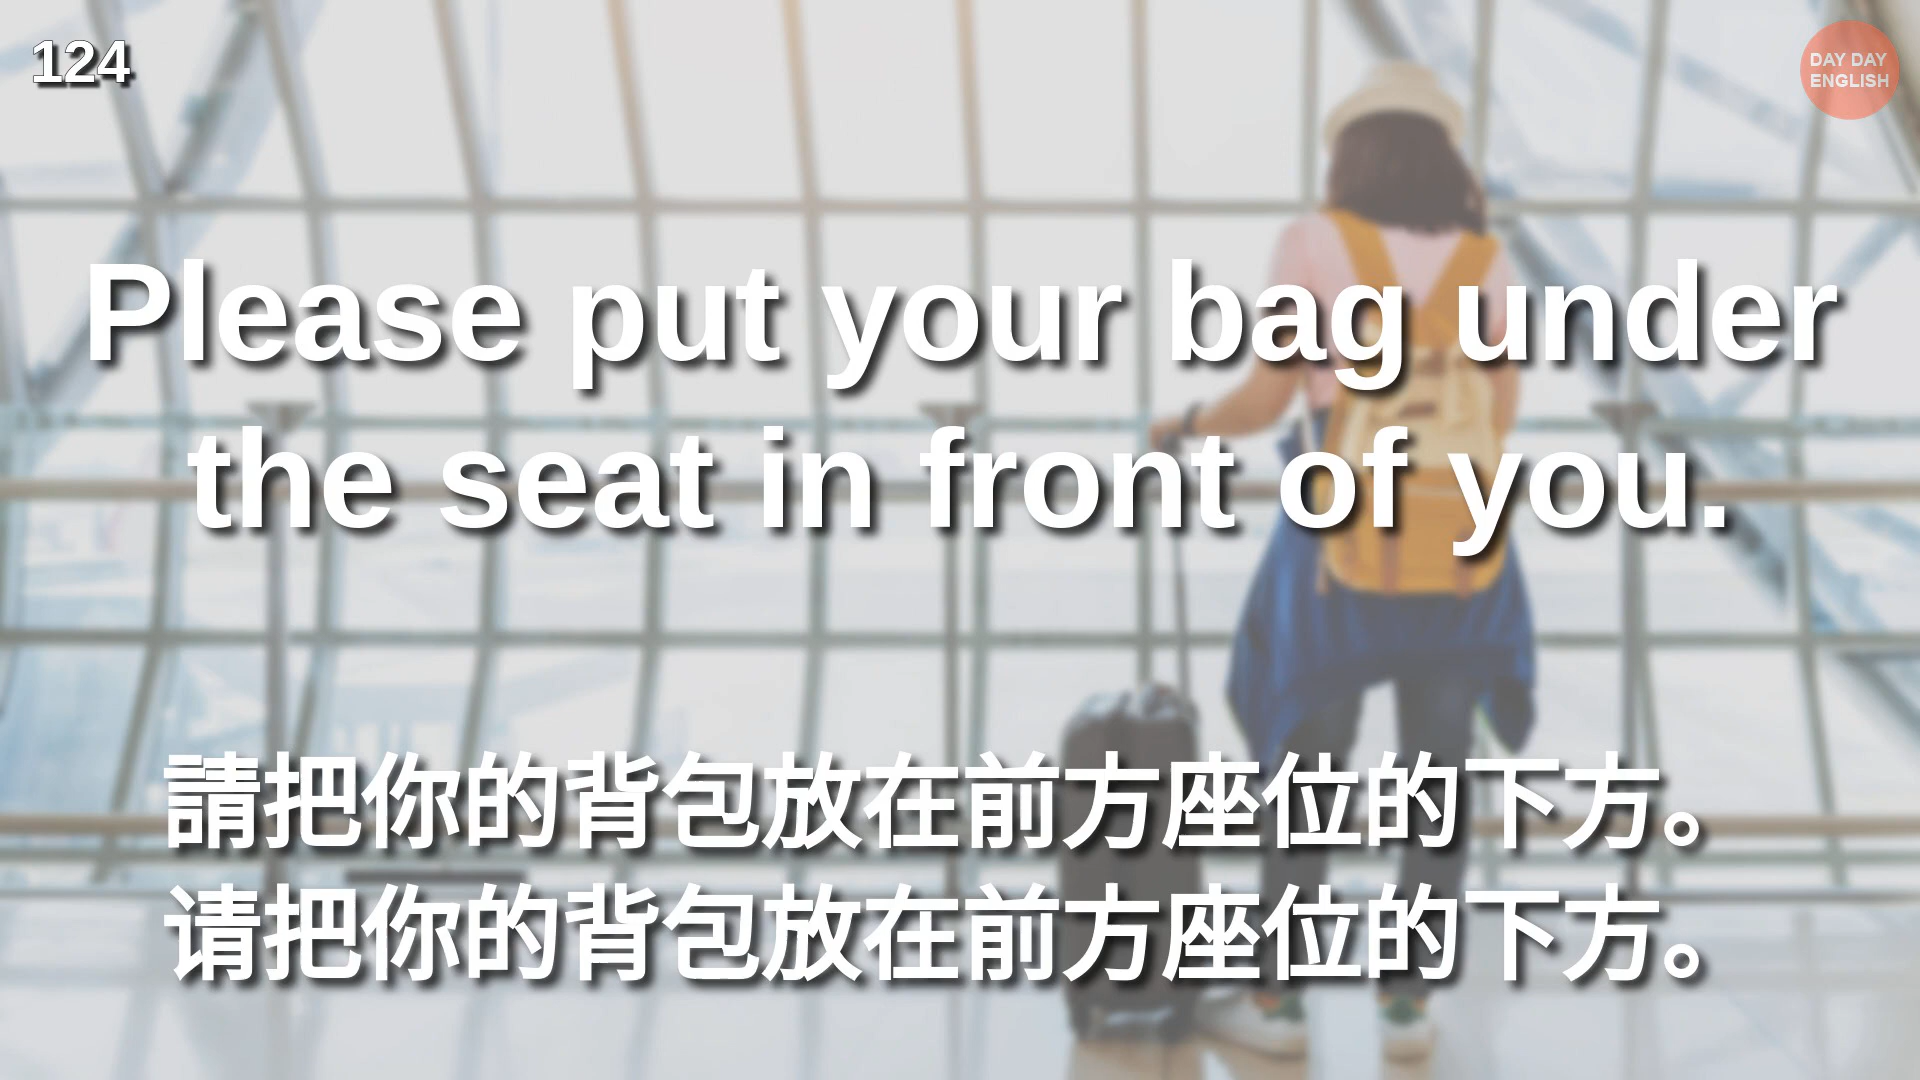 124
DAY DAY
ENGLISH
Please put your bag under
the seat in front of you.
請把你的背包放在前方座位的下方。
请把你的背包放在前方座位的下方。